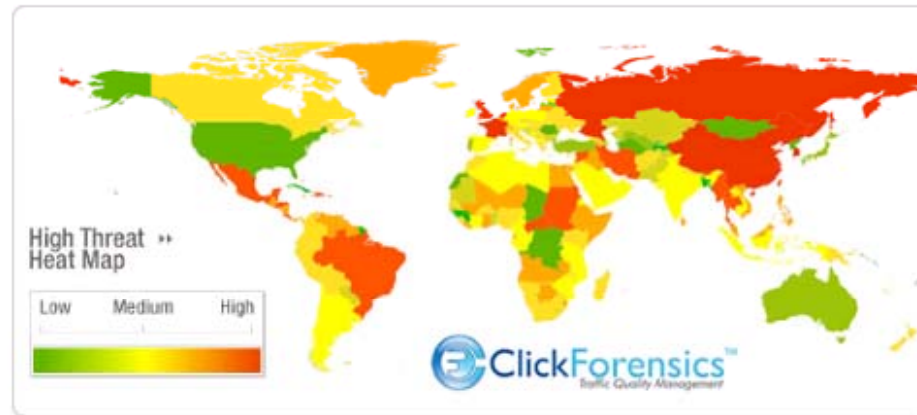 High Threat ▸▸
Heat Map
Low Medium High
ClickForensics™
Traffic Quality Management